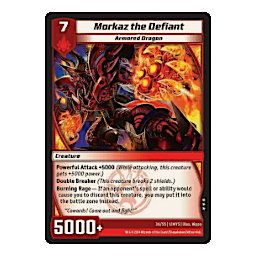 7
Morkaz the Defiant
Armored Dragon
Creature
Powerful Attack +5000 (While attacking, this creature
gets +5000 power.)
Double Breaker (This creature breaks 2 shields.)
Burning Rage — If an opponent's spell or ability would
cause you to discard this creature, you may put it into
the battle zone instead.
"Cowards! Come out and fight!"
5000+